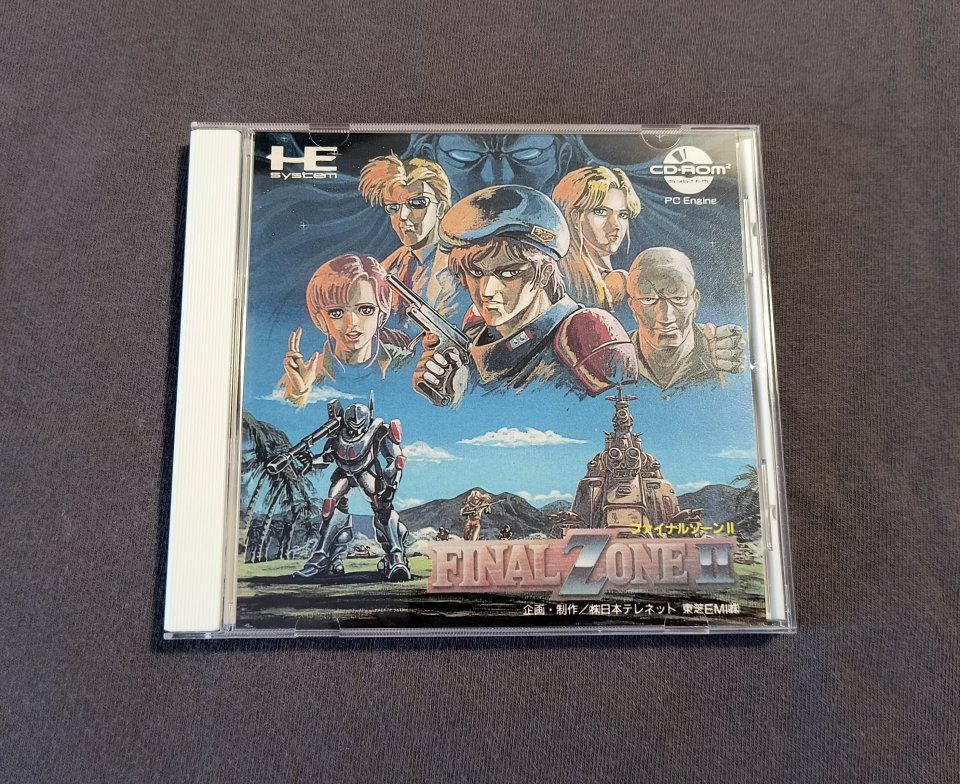 HE
system
CD-ROM²
SYSTEM
PC Engine
ファイナルゾーンII
FINAL ZONE II
企画・制作/㈱日本テレネット 東芝EMI㈱